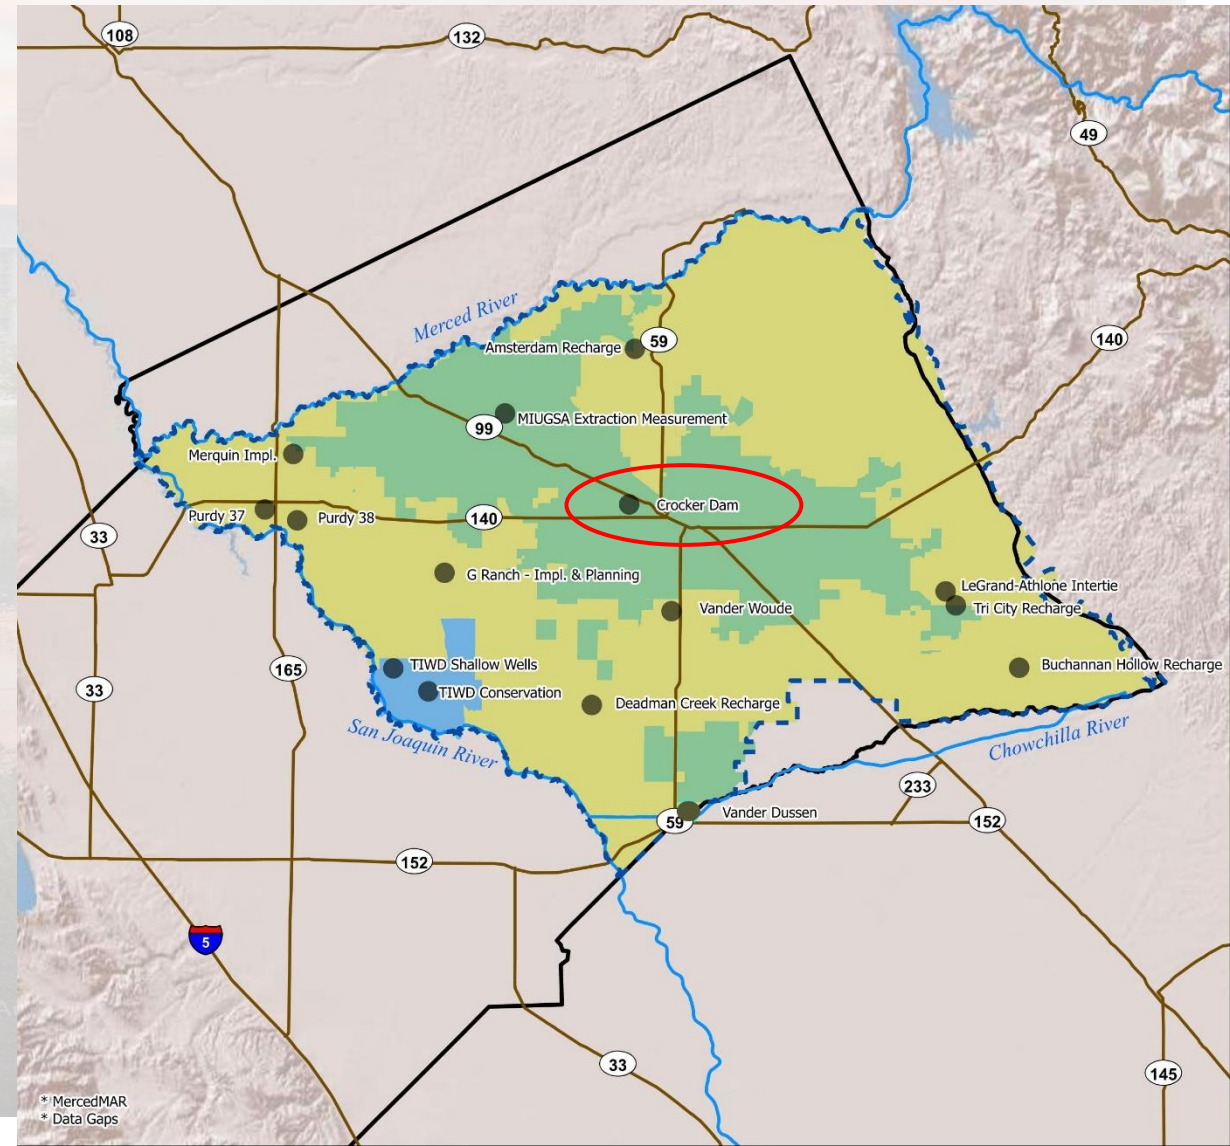 108
132
49
Merced River
59
140
Amsterdam Recharge
MIUGSA Extraction Measurement
99
Merquin Impl.
Crocker Dam
Purdy 37
Purdy 38
140
33
G Ranch - Impl. & Planning
LeGrand-Athlone Intertie
Tri City Recharge
Vander Woude
165
TIWD Shallow Wells
Buchannan Hollow Recharge
33
TIWD Conservation
Deadman Creek Recharge
San Joaquin River
Chowchilla River
233
Vander Dussen
59
152
152
5
33
145
* MercedMAR
* Data Gaps